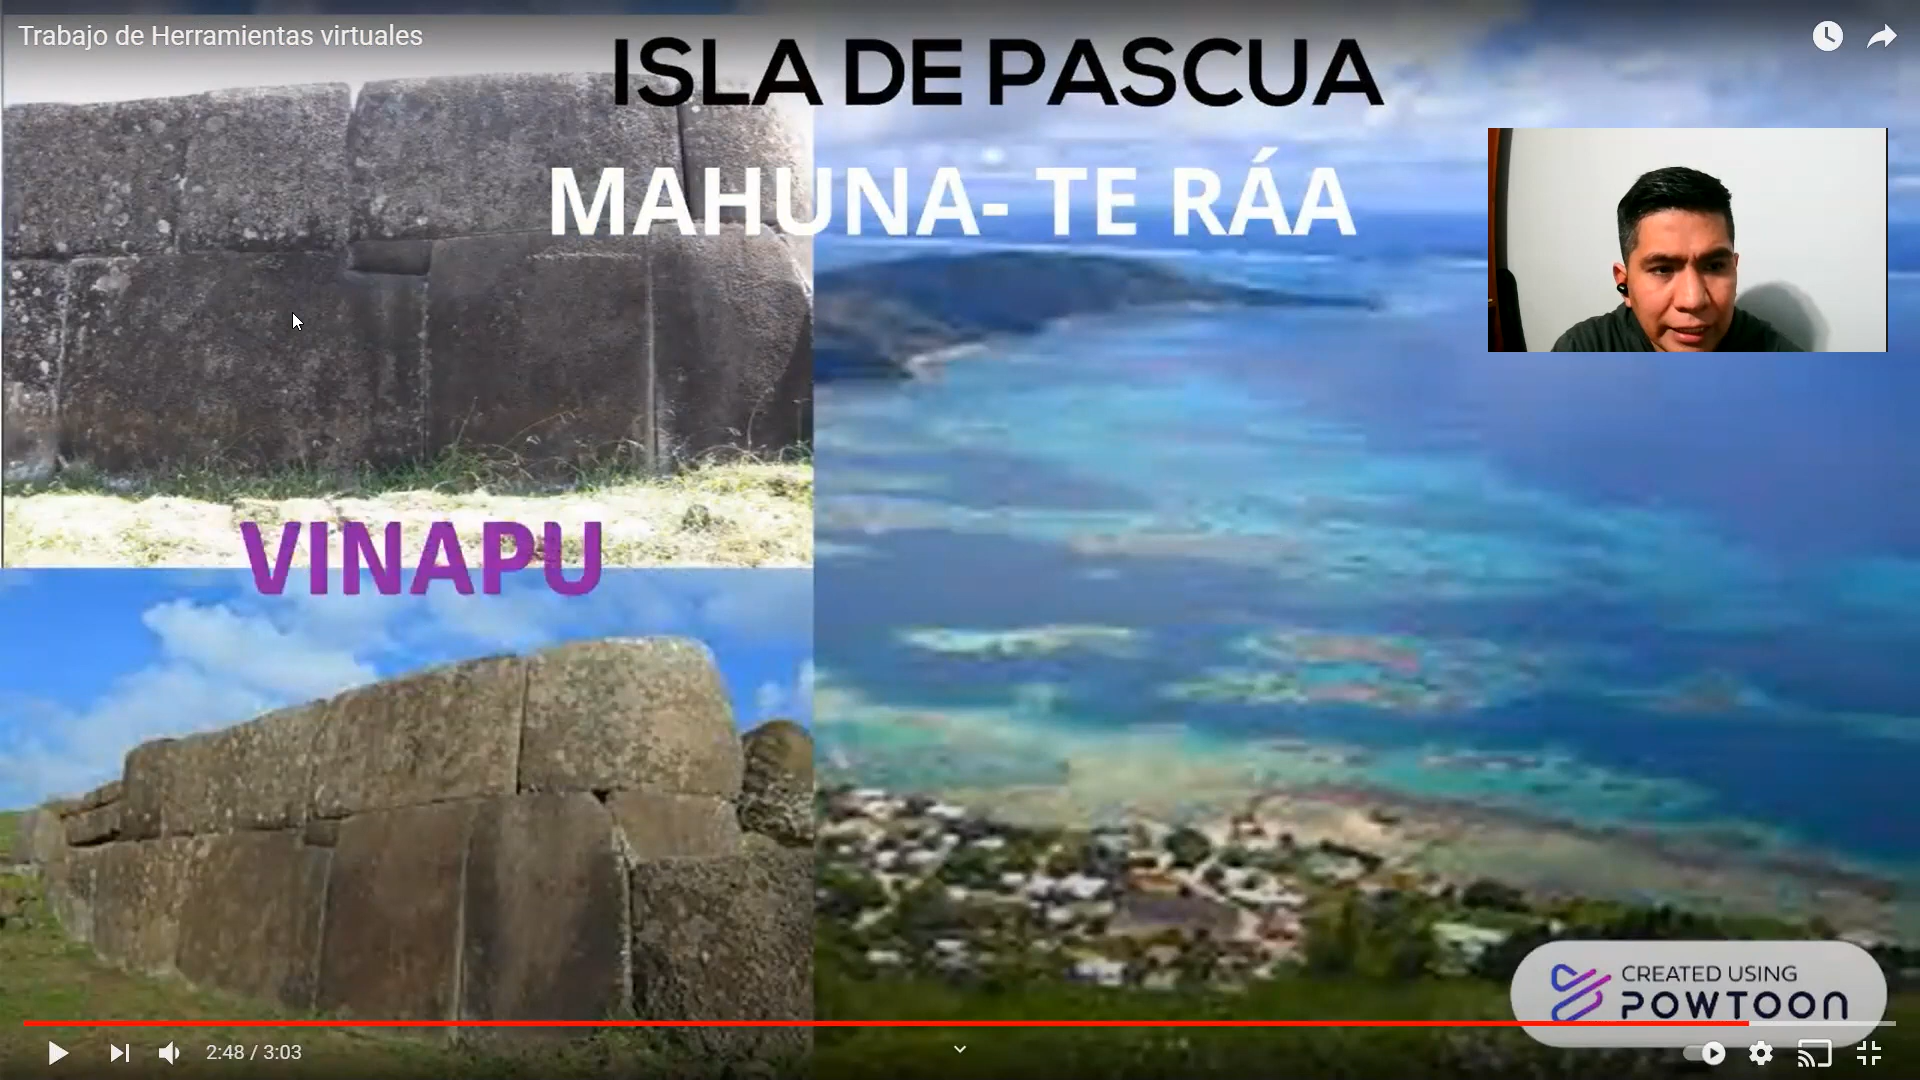 Trabajo de Herramientas virtuales
ISLA DE PASCUA
MAHUNA- TE RÁA
VINAPU
CREATED USING
POWTOON
2:48 / 3:03